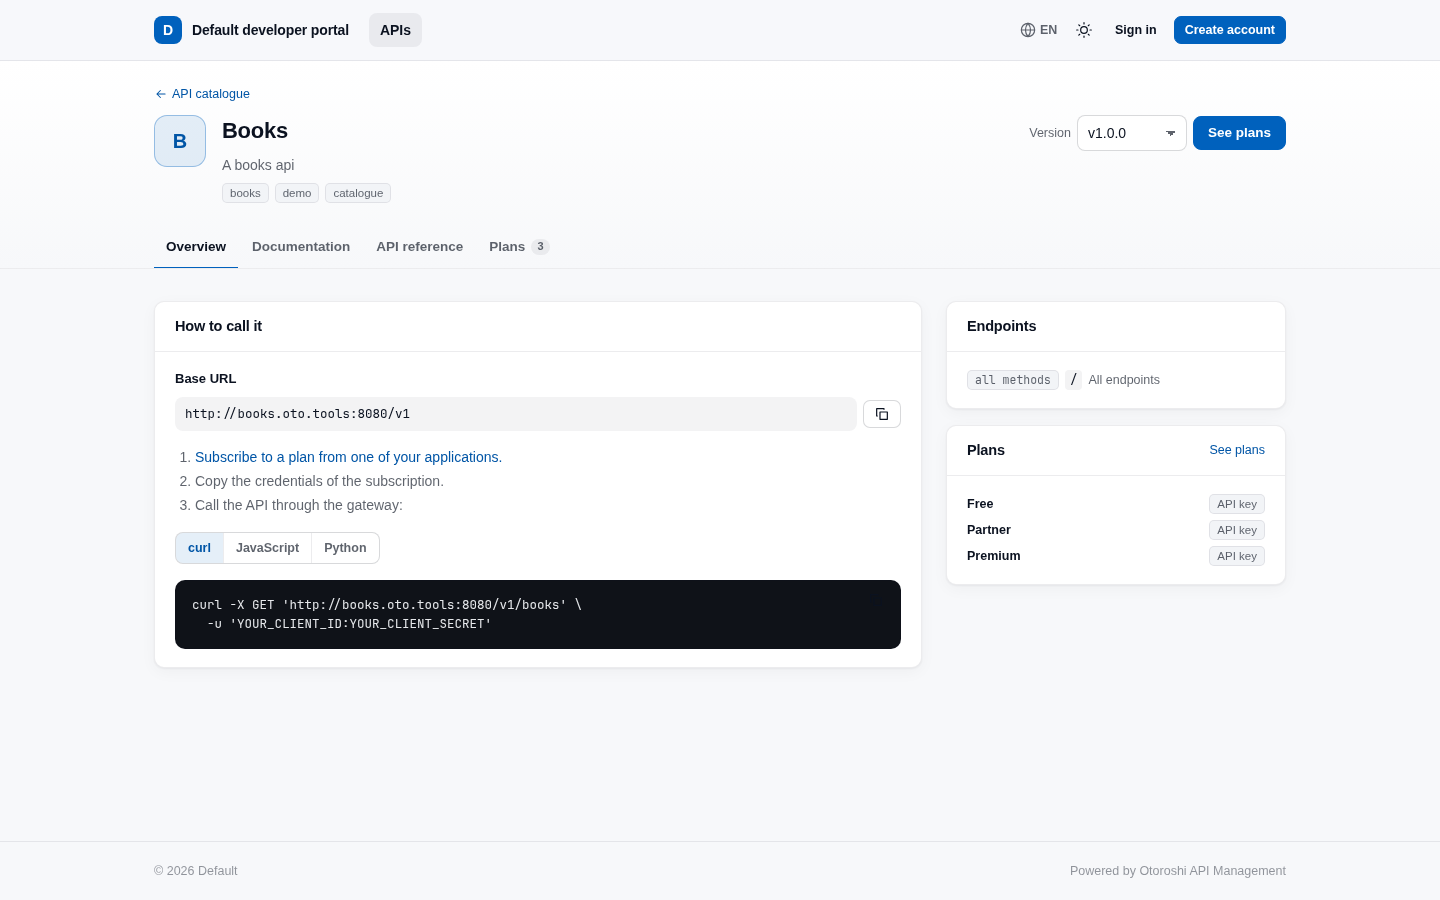 D Default developer portal APIs EN Sign in Create account
API catalogue
B Books Version v1.0.0 See plans
A books api
books demo catalogue
Overview Documentation API reference Plans 3
How to call it
Base URL
http://books.oto.tools:8080/v1
1. Subscribe to a plan from one of your applications.
2. Copy the credentials of the subscription.
3. Call the API through the gateway:
curl JavaScript Python
curl -X GET 'http://books.oto.tools:8080/v1/books' \
-u 'YOUR_CLIENT_ID:YOUR_CLIENT_SECRET'
Endpoints
all methods / All endpoints
Plans See plans
Free API key
Partner API key
Premium API key
© 2026 Default Powered by Otoroshi API Management